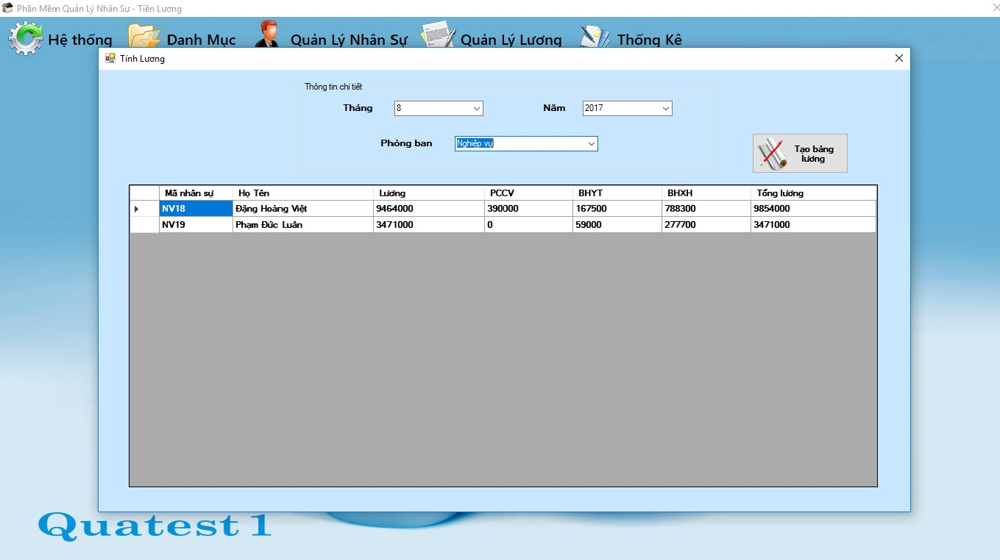 Phần Mềm Quản Lý Nhân Sự - Tiền Lương
Hệ thống Danh Mục Quản Lý Nhân Sự Quản Lý Lương Thống Kê
Tính Lương
Thông tin chi tiết
Tháng 8 Năm 2017
Phòng ban Nghiệp vụ
Tạo bảng
lương
Mã nhân sự Họ Tên Lương PCCV BHYT BHXH Tổng lương
NV18 Đặng Hoàng Việt 9464000 390000 167500 788300 9854000
NV19 Phạm Đức Luân 3471000 0 59000 277700 3471000
Quatest 1